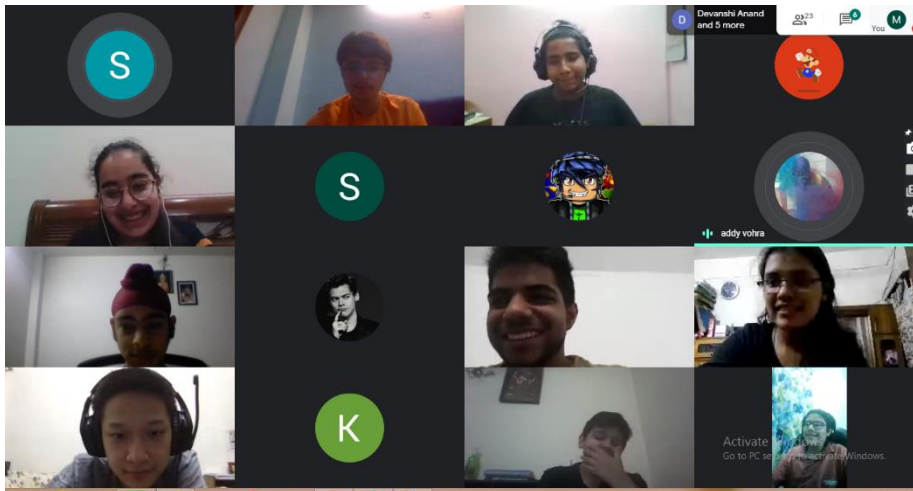 S
D
Devanshi Anand
and 5 more
23
6
You
M
S
addy vohra
K
Activate Windows
Go to PC settings to activate Windows.